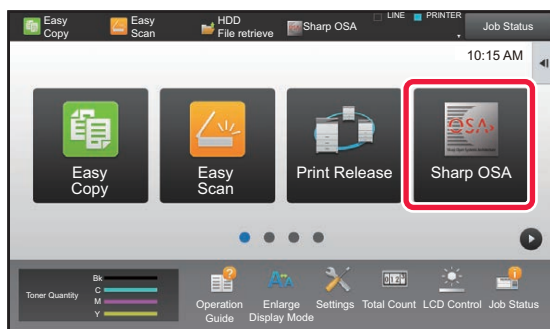 Easy
Copy
Easy
Scan
HDD
File retrieve
Sharp OSA
LINE
PRINTER
Job Status
10:15 AM
Easy
Copy
Easy
Scan
Print Release
Sharp OSA
Toner Quantity
Bk
C
M
Y
Operation
Guide
Enlarge
Display Mode
Settings
Total Count
LCD Control
Job Status